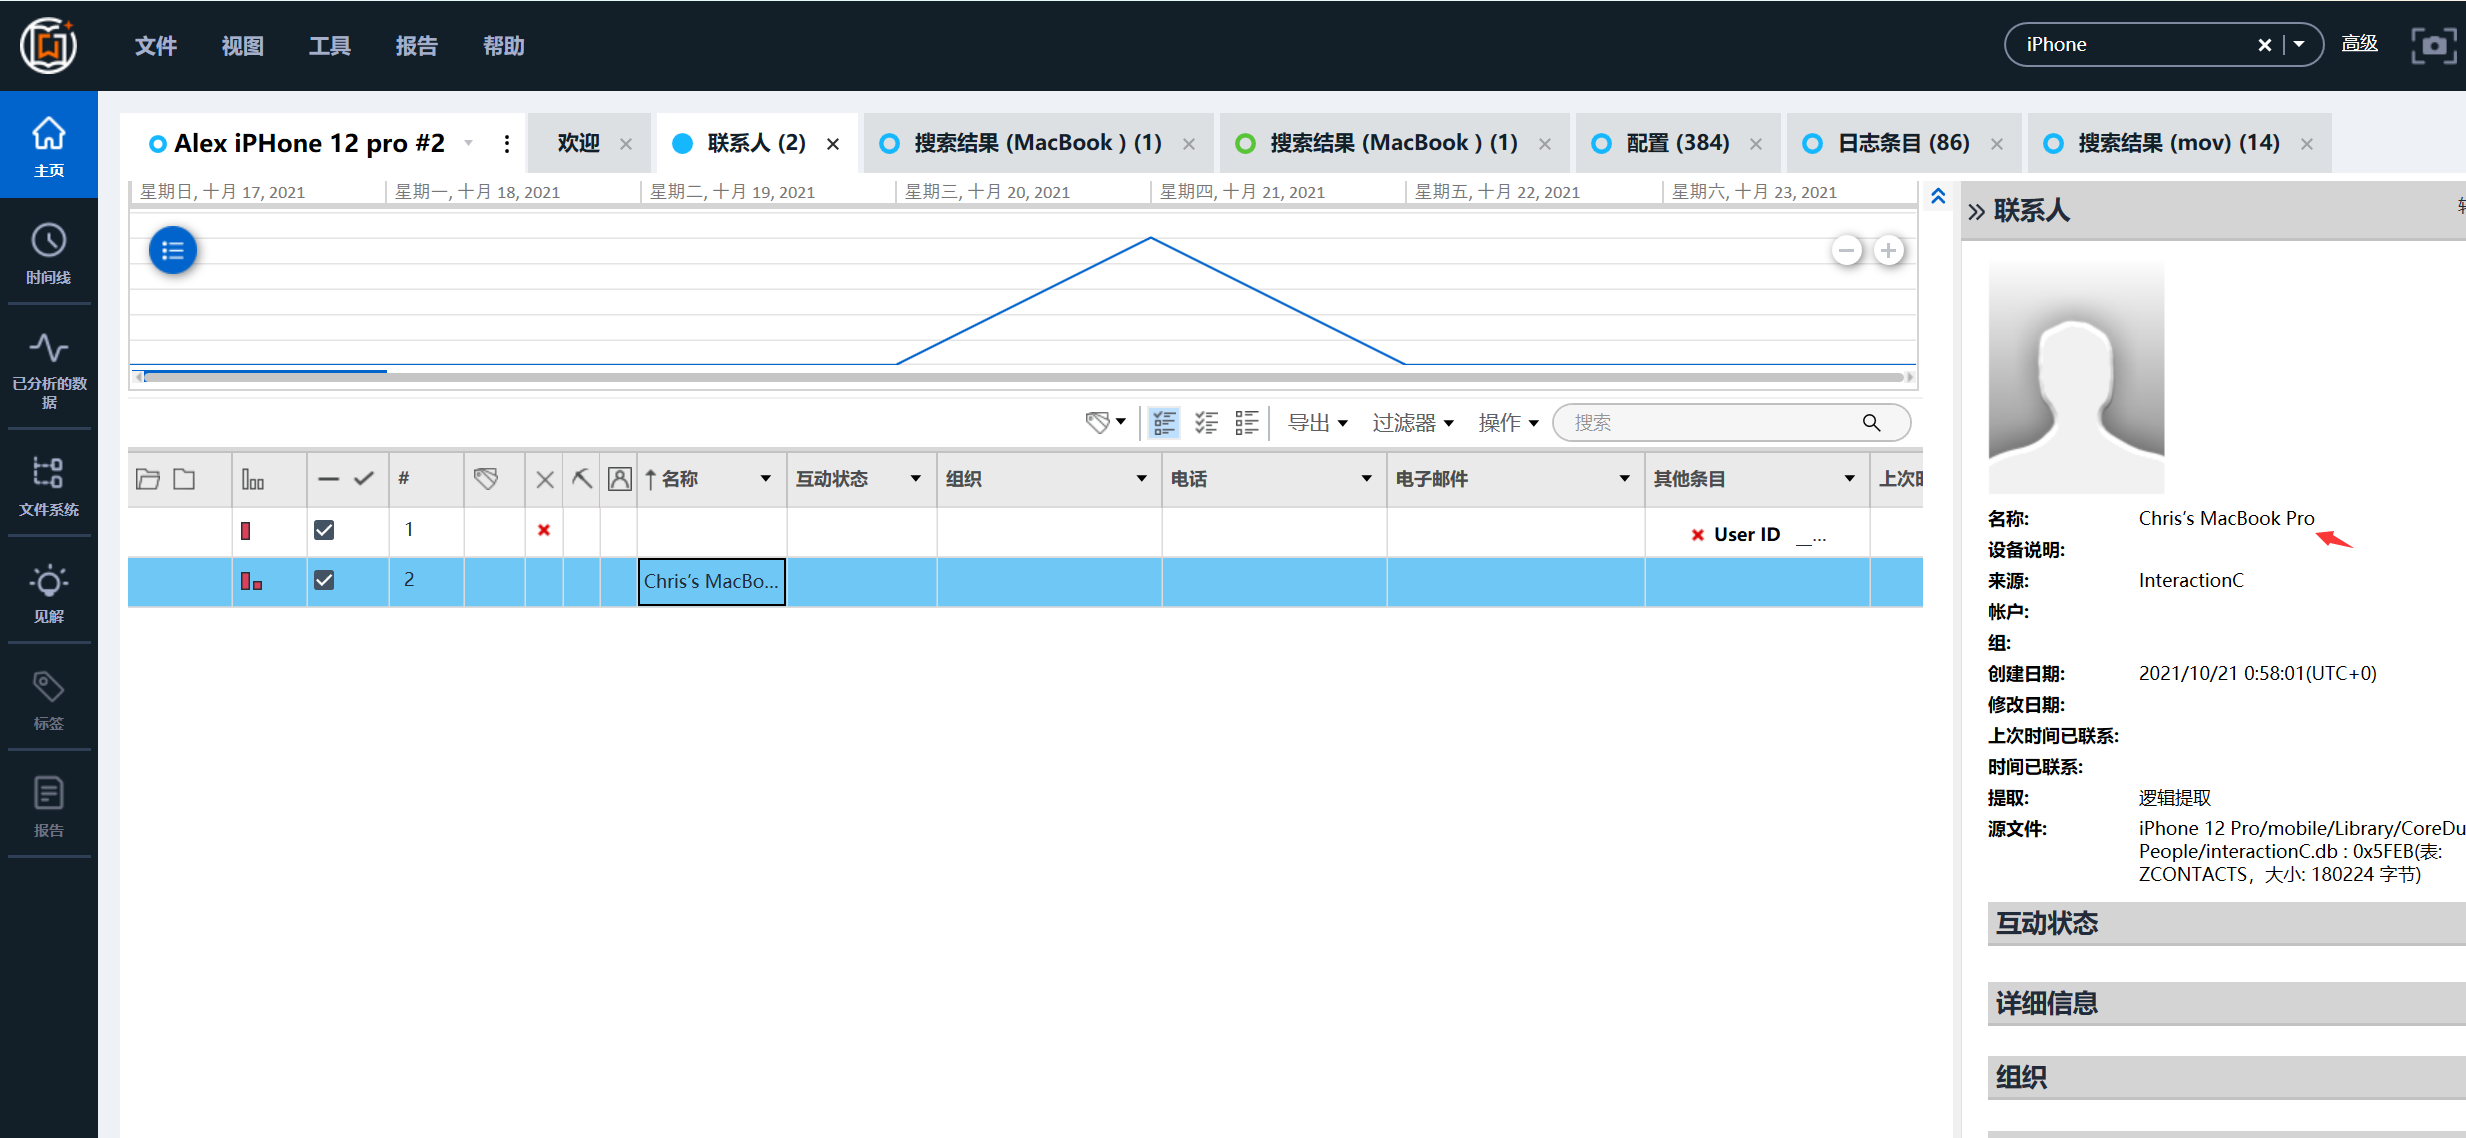 文件 视图 工具 报告 帮助
iPhone
高级
主页
时间线
已分析的数
据
文件系统
见解
标签
报告
Alex iPHone 12 pro #2
欢迎
联系人 (2)
搜索结果 (MacBook ) (1)
搜索结果 (MacBook ) (1)
配置 (384)
日志条目 (86)
搜索结果 (mov) (14)
星期日, 十月 17, 2021
星期一, 十月 18, 2021
星期二, 十月 19, 2021
星期三, 十月 20, 2021
星期四, 十月 21, 2021
星期五, 十月 22, 2021
星期六, 十月 23, 2021
导出 过滤器 操作 搜索
# 名称 互动状态 组织 电话 电子邮件 其他条目 上次时
1 User ID __...
2 Chris’s MacBo...
联系人
名称: Chris’s MacBook Pro
设备说明:
来源: InteractionC
帐户:
组:
创建日期: 2021/10/21 0:58:01(UTC+0)
修改日期:
上次时间已联系:
时间已联系:
提取: 逻辑提取
源文件: iPhone 12 Pro/mobile/Library/CoreDu
People/interactionC.db : 0x5FEB(表:
ZCONTACTS，大小: 180224 字节)
互动状态
详细信息
组织